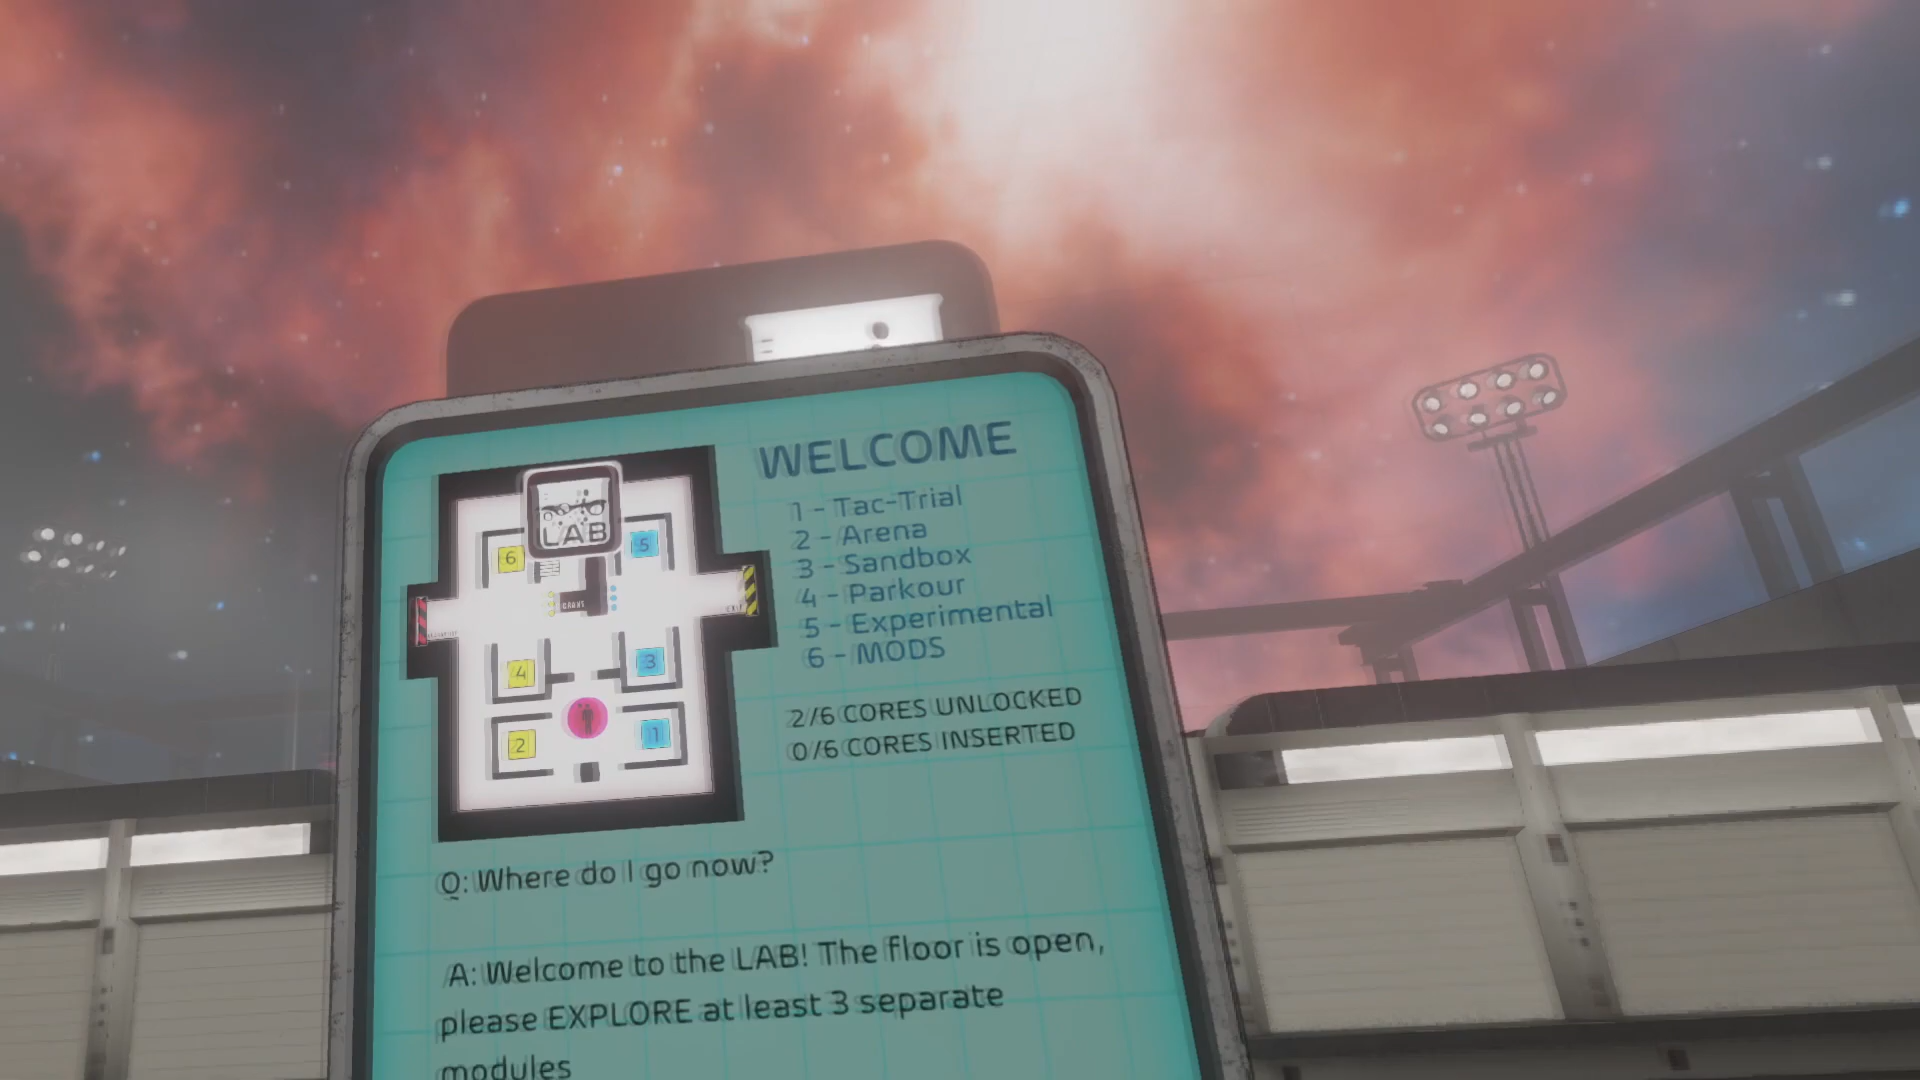 WELCOME
1 - Tac-Trial
2 - Arena
3 - Sandbox
4 - Parkour
5 - Experimental
6 - MODS
2/6 CORES UNLOCKED
0/6 CORES INSERTED
LAB
6
5
CRANE
EXIT
4
3
2
1
Q: Where do I go now?
A: Welcome to the LAB! The floor is open,
please EXPLORE at least 3 separate
modules